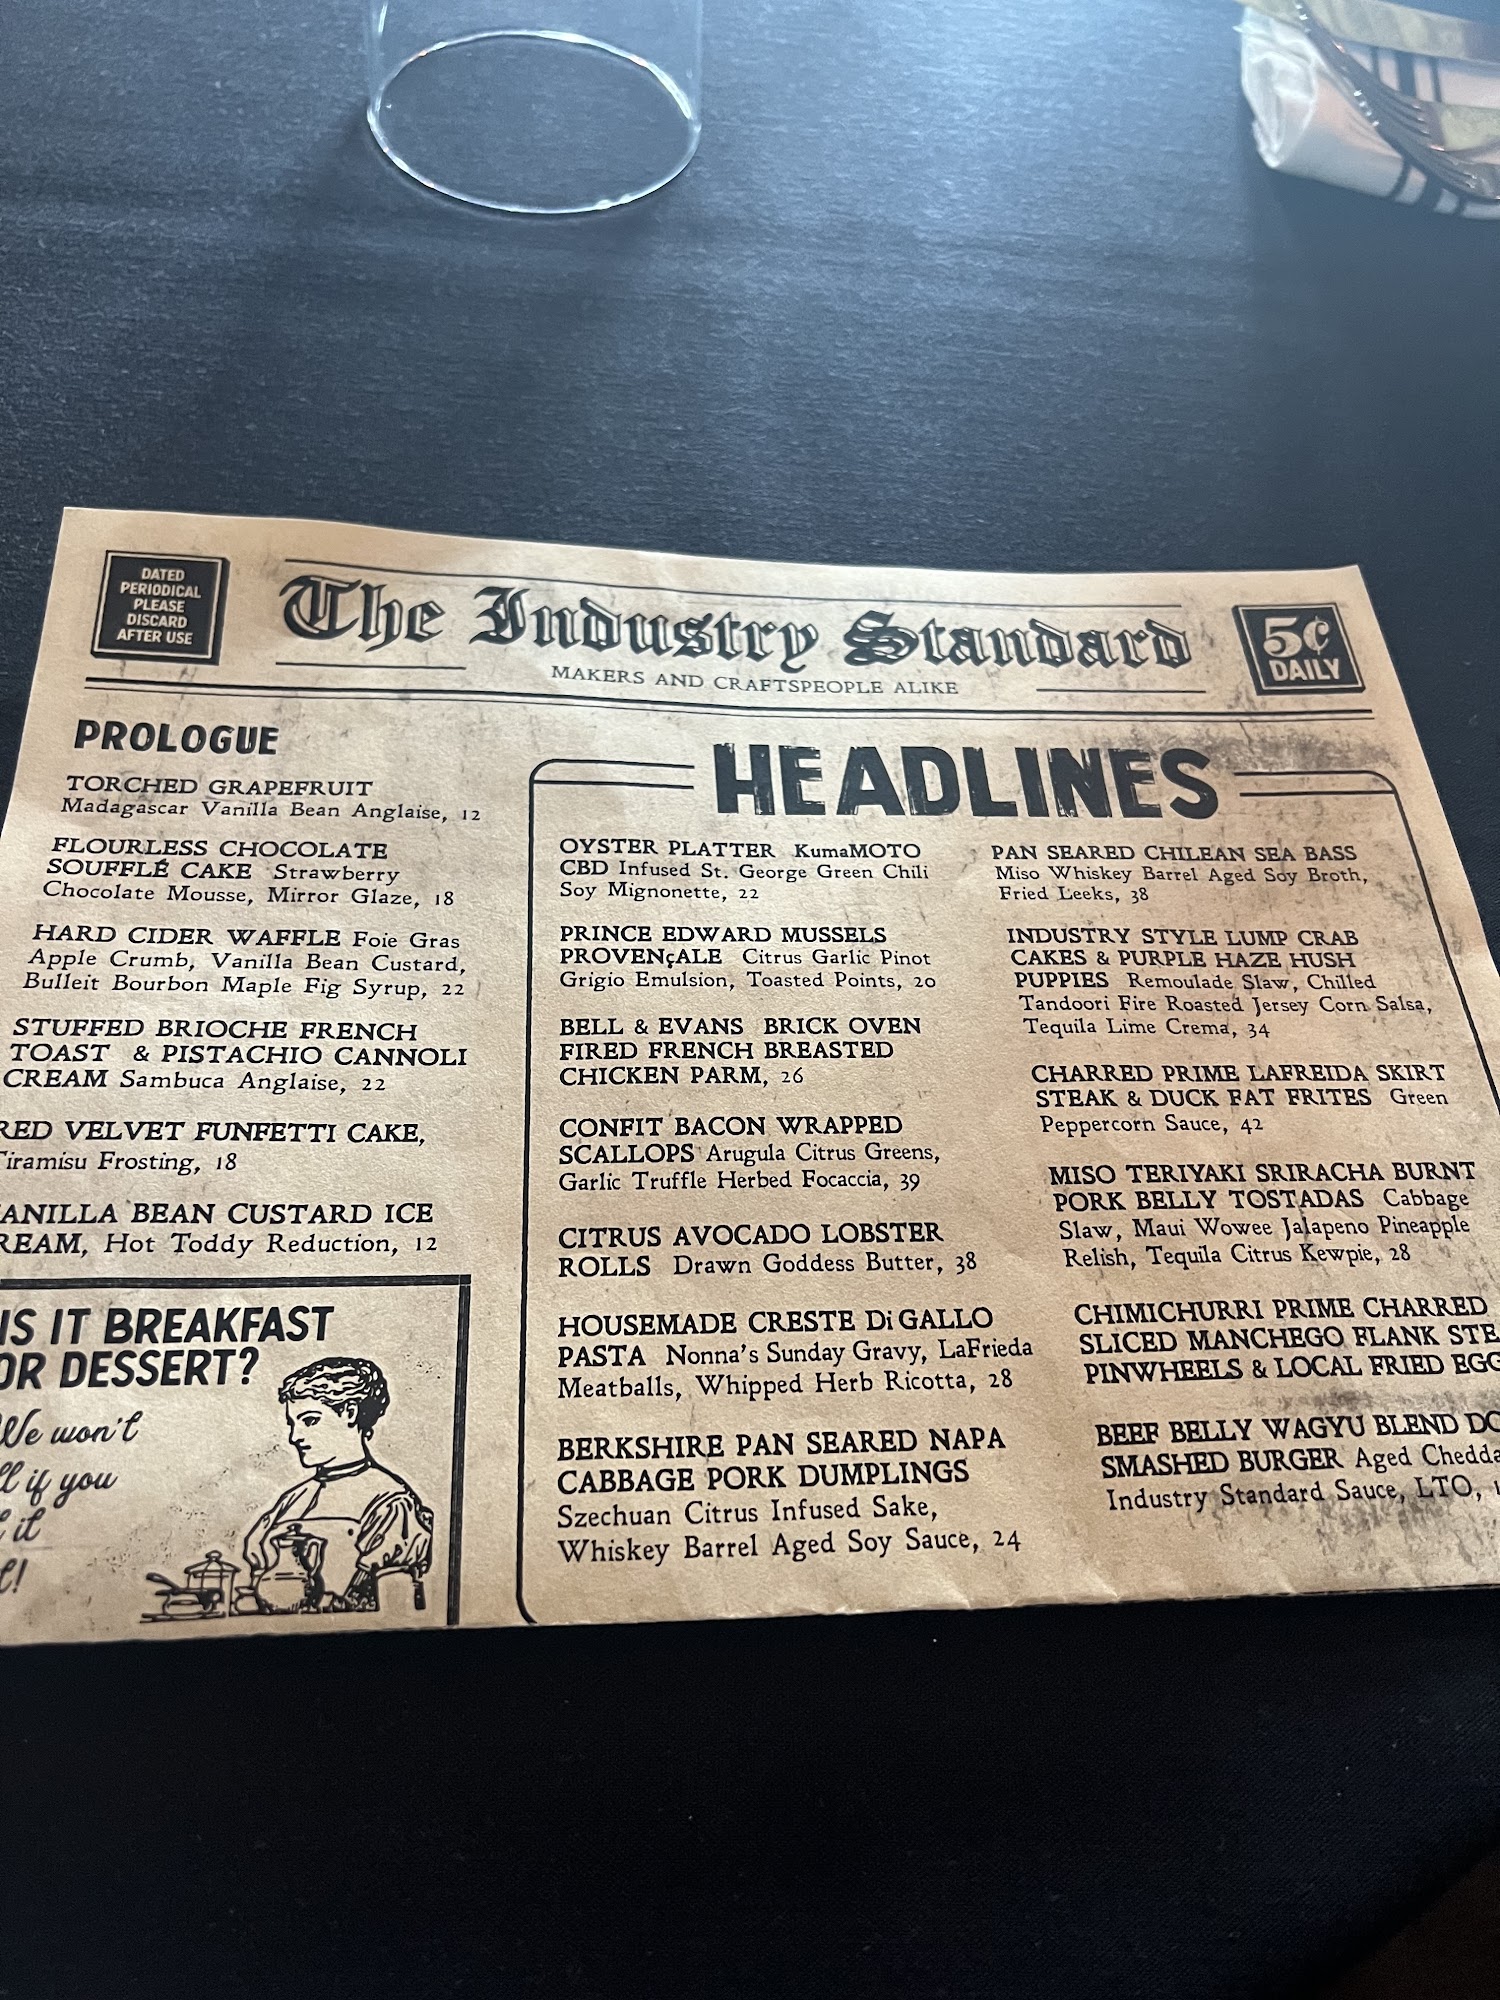 DATED
PERIODICAL
PLEASE
DISCARD
AFTER USE
The Industry Standard
MAKERS AND CRAFTSPEOPLE ALIKE
5¢
DAILY
PROLOGUE
TORCHED GRAPEFRUIT
Madagascar Vanilla Bean Anglaise, 12
FLOURLESS CHOCOLATE
SOUFFLÉ CAKE Strawberry
Chocolate Mousse, Mirror Glaze, 18
HARD CIDER WAFFLE Foie Gras
Apple Crumb, Vanilla Bean Custard,
Bulleit Bourbon Maple Fig Syrup, 22
STUFFED BRIOCHE FRENCH
TOAST & PISTACHIO CANNOLI
CREAM Sambuca Anglaise, 22
RED VELVET FUNFETTI CAKE,
Tiramisu Frosting, 18
ANILLA BEAN CUSTARD ICE
REAM, Hot Toddy Reduction, 12
IS IT BREAKFAST
OR DESSERT?
We won't
ll if you
it
HEADLINES
OYSTER PLATTER KumaMOTO
CBD Infused St. George Green Chili
Soy Mignonette, 22
PRINCE EDWARD MUSSELS
PROVENçALE Citrus Garlic Pinot
Grigio Emulsion, Toasted Points, 20
BELL & EVANS BRICK OVEN
FIRED FRENCH BREASTED
CHICKEN PARM, 26
CONFIT BACON WRAPPED
SCALLOPS Arugula Citrus Greens,
Garlic Truffle Herbed Focaccia, 39
CITRUS AVOCADO LOBSTER
ROLLS Drawn Goddess Butter, 38
HOUSEMADE CRESTE Di GALLO
PASTA Nonna's Sunday Gravy, LaFrieda
Meatballs, Whipped Herb Ricotta, 28
BERKSHIRE PAN SEARED NAPA
CABBAGE PORK DUMPLINGS
Szechuan Citrus Infused Sake,
Whiskey Barrel Aged Soy Sauce, 24
PAN SEARED CHILEAN SEA BASS
Miso Whiskey Barrel Aged Soy Broth,
Fried Leeks, 38
INDUSTRY STYLE LUMP CRAB
CAKES & PURPLE HAZE HUSH
PUPPIES Remoulade Slaw, Chilled
Tandoori Fire Roasted Jersey Corn Salsa,
Tequila Lime Crema, 34
CHARRED PRIME LAFREIDA SKIRT
STEAK & DUCK FAT FRITES Green
Peppercorn Sauce, 42
MISO TERIYAKI SRIRACHA BURNT
PORK BELLY TOSTADAS Cabbage
Slaw, Maui Wowee Jalapeno Pineapple
Relish, Tequila Citrus Kewpie, 28
CHIMICHURRI PRIME CHARRED
SLICED MANCHEGO FLANK STE
PINWHEELS & LOCAL FRIED EGG
BEEF BELLY WAGYU BLEND DO
SMASHED BURGER Aged Chedda
Industry Standard Sauce, LTO,